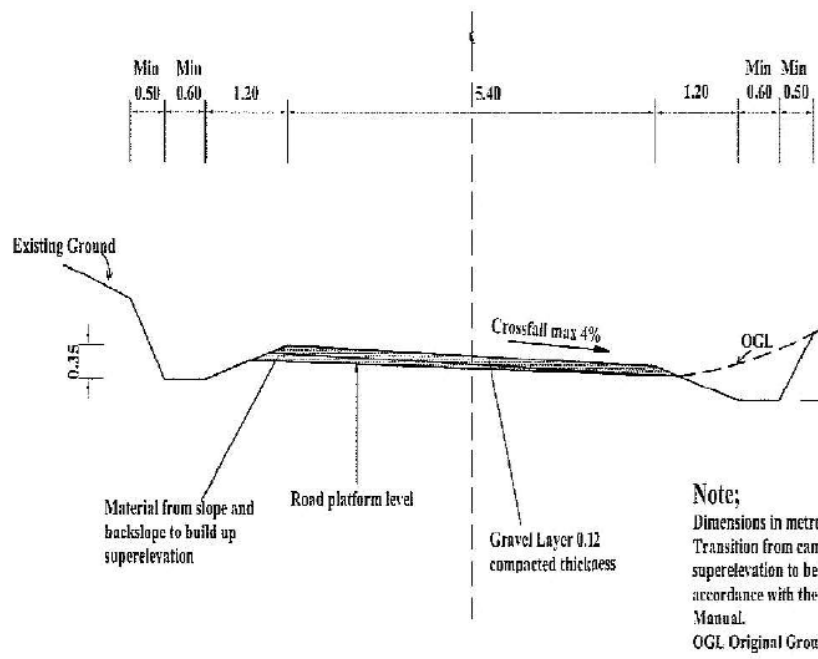 ℄
Min Min Min Min
0.50 0.60 1.20 5.40 1.20 0.60 0.50
Existing Ground
Crossfall max 4%
OGL
0.35
Material from slope and
backslope to build up
superelevation
Road platform level
Gravel Layer 0.12
compacted thickness
Note;
Dimensions in metre
Transition from cam
superelevation to be
accordance with the
Manual.
OGL Original Groun